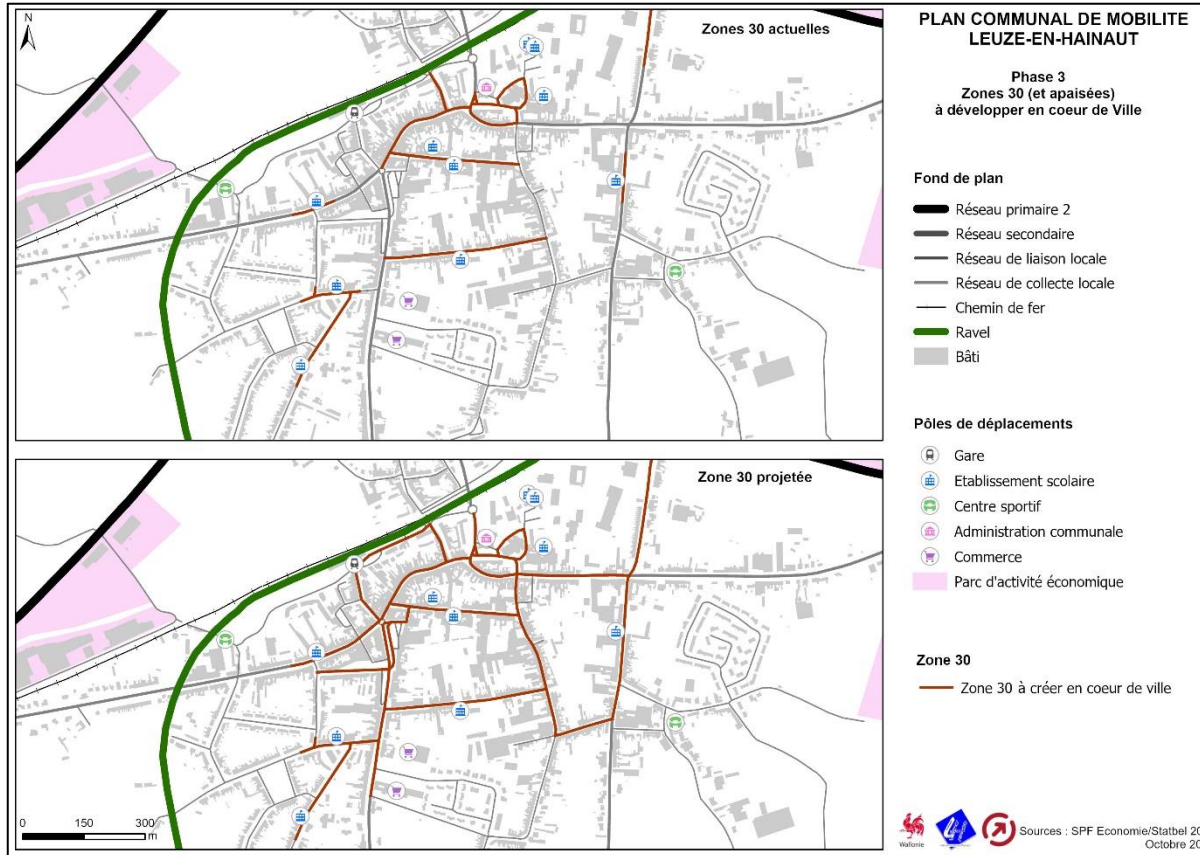 Zones 30 actuelles
N
PLAN COMMUNAL DE MOBILITE
LEUZE-EN-HAINAUT
Phase 3
Zones 30 (et apaisées)
à développer en coeur de Ville
Fond de plan
Réseau primaire 2
Réseau secondaire
Réseau de liaison locale
Réseau de collecte locale
Chemin de fer
Ravel
Bâti
Pôles de déplacements
Gare
Etablissement scolaire
Centre sportif
Administration communale
Commerce
Parc d'activité économique
Zone 30
Zone 30 à créer en coeur de ville
Zone 30 projetée
0 150 300
m
Wallonie
Sources : SPF Economie/Statbel 20
Octobre 20